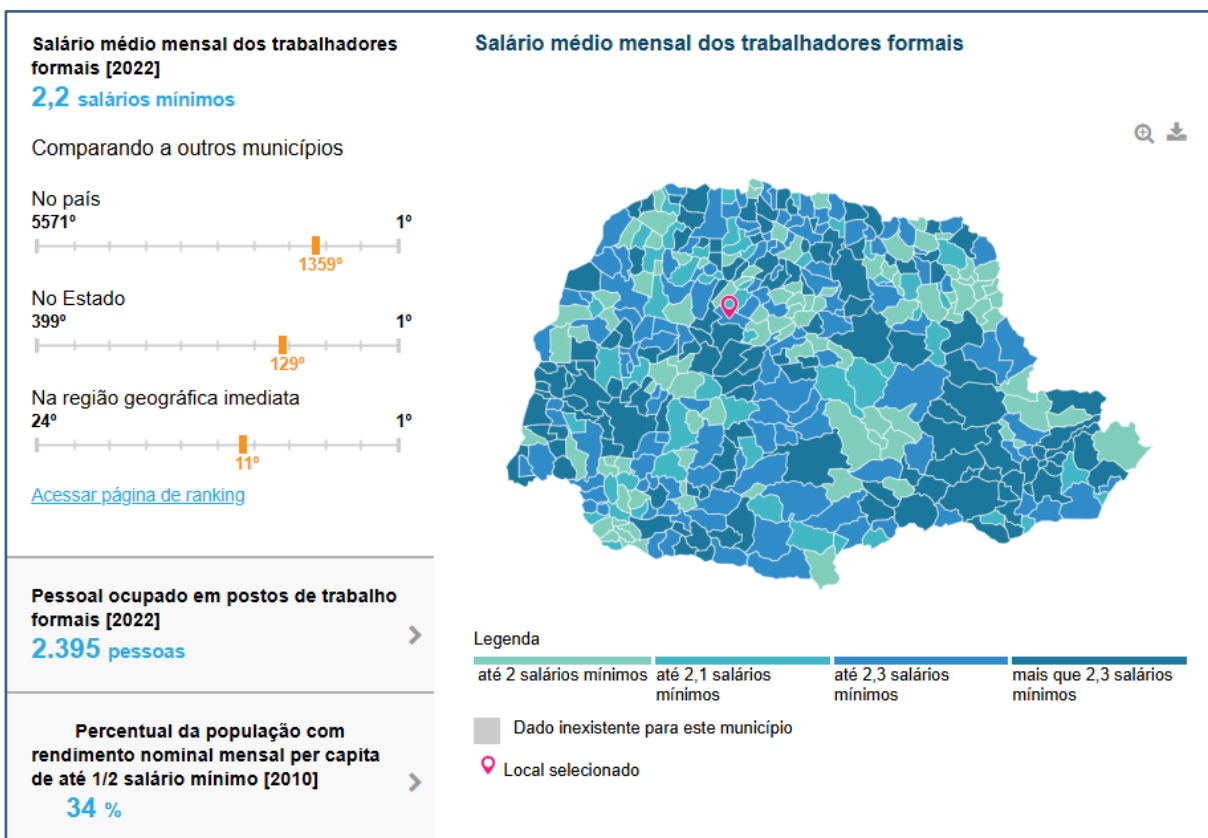 Salário médio mensal dos trabalhadores
formais [2022]
2,2 salários mínimos
Comparando a outros municípios
No país
5571º 1º
1359º
No Estado
399º 1º
129º
Na região geográfica imediata
24º 1º
11º
Acessar página de ranking
Pessoal ocupado em postos de trabalho
formais [2022]
2.395 pessoas
Percentual da população com
rendimento nominal mensal per capita
de até 1/2 salário mínimo [2010]
34 %
Salário médio mensal dos trabalhadores formais
Legenda
até 2 salários mínimos até 2,1 salários até 2,3 salários mais que 2,3 salários
mínimos mínimos mínimos
Dado inexistente para este município
Local selecionado